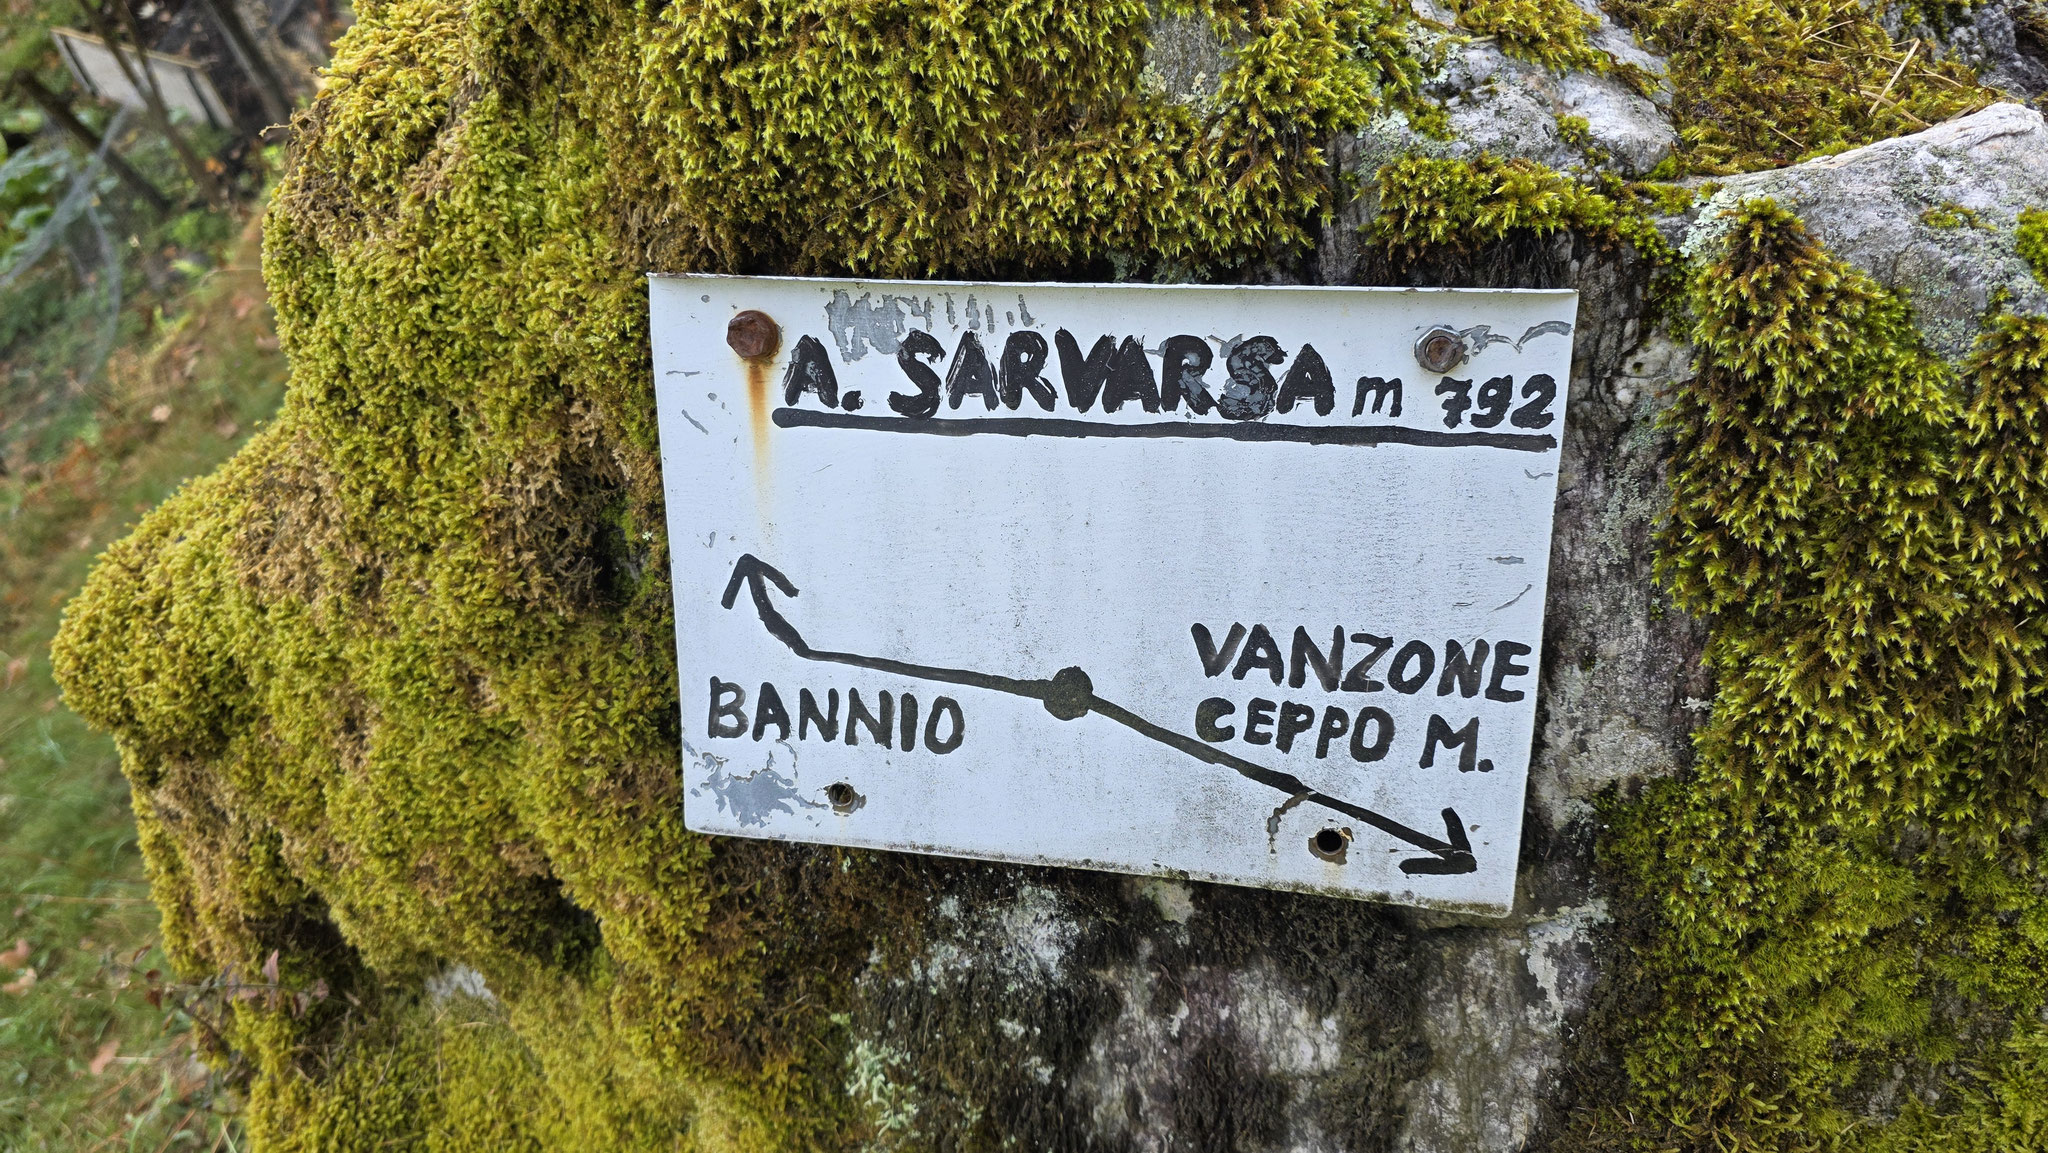 A. SARVARSA m 792
BANNIO
VANZONE
CEPPO M.